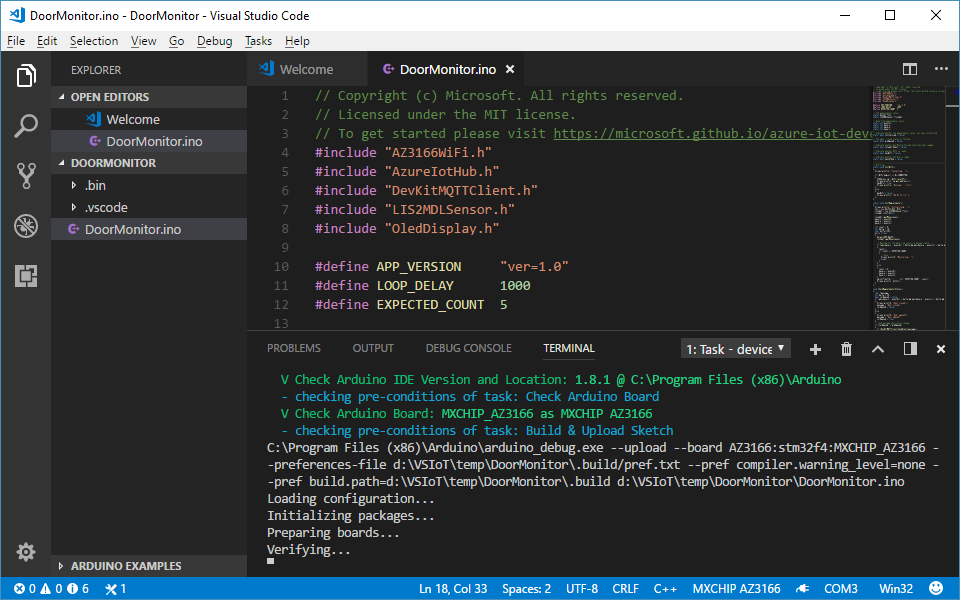 DoorMonitor.ino - DoorMonitor - Visual Studio Code
File Edit Selection View Go Debug Tasks Help
EXPLORER
OPEN EDITORS
Welcome
DoorMonitor.ino
DOORMONITOR
.bin
.vscode
DoorMonitor.ino
ARDUINO EXAMPLES
Welcome DoorMonitor.ino
1 // Copyright (c) Microsoft. All rights reserved.
2 // Licensed under the MIT license.
3 // To get started please visit https://microsoft.github.io/azure-iot-deve
4 #include "AZ3166WiFi.h"
5 #include "AzureIotHub.h"
6 #include "DevKitMQTTClient.h"
7 #include "LIS2MDLSensor.h"
8 #include "OledDisplay.h"
9
10 #define APP_VERSION "ver=1.0"
11 #define LOOP_DELAY 1000
12 #define EXPECTED_COUNT 5
13
PROBLEMS OUTPUT DEBUG CONSOLE TERMINAL 1: Task - device
V Check Arduino IDE Version and Location: 1.8.1 @ C:\Program Files (x86)\Arduino
- checking pre-conditions of task: Check Arduino Board
V Check Arduino Board: MXCHIP_AZ3166 as MXCHIP AZ3166
- checking pre-conditions of task: Build & Upload Sketch
C:\Program Files (x86)\Arduino\arduino_debug.exe --upload --board AZ3166:stm32f4:MXCHIP_AZ3166 -
-preferences-file d:\VSIoT\temp\DoorMonitor\.build/pref.txt --pref compiler.warning_level=none -
-pref build.path=d:\VSIoT\temp\DoorMonitor\.build d:\VSIoT\temp\DoorMonitor\DoorMonitor.ino
Loading configuration...
Initializing packages...
Preparing boards...
Verifying...
0 0 6 1 Ln 18, Col 33 Spaces: 2 UTF-8 CRLF C++ MXCHIP AZ3166 COM3 Win32